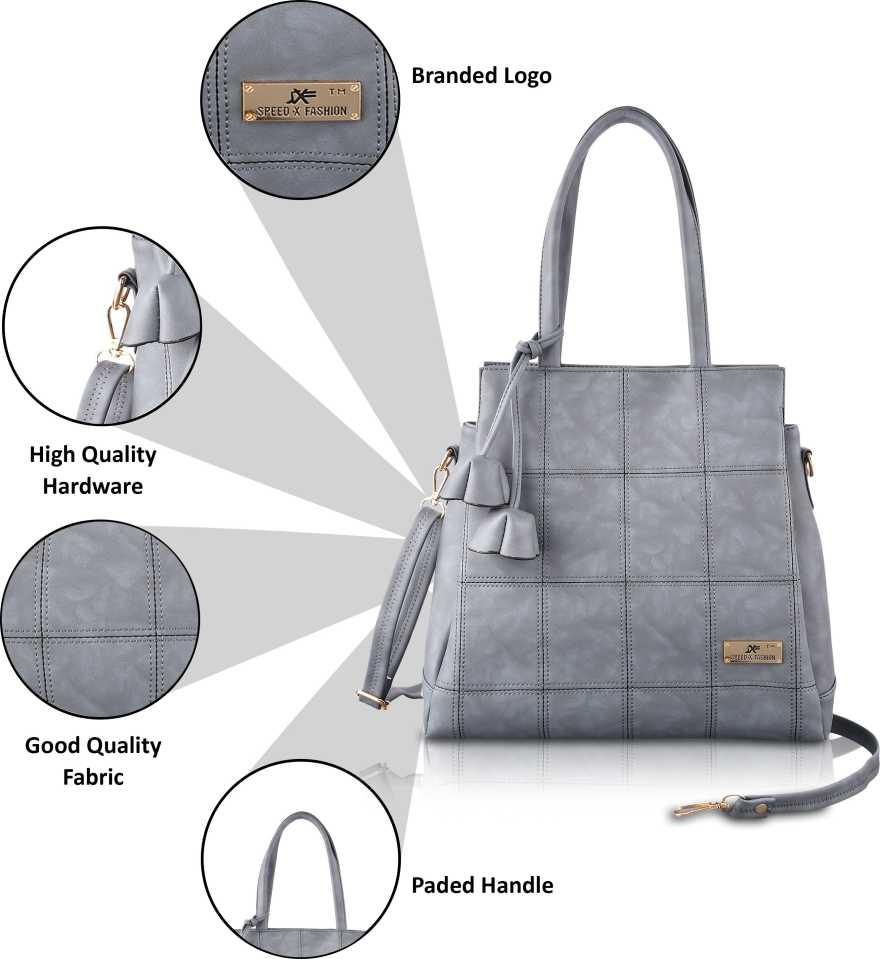 TM
SPEED X FASHION
Branded Logo
High Quality
Hardware
Good Quality
Fabric
SPEED X FASHION
Paded Handle